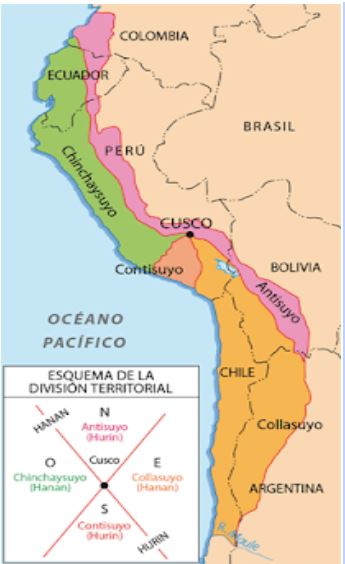 COLOMBIA
ECUADOR
BRASIL
PERÚ
Chinchaysuyo
CUSCO
Contisuyo
BOLIVIA
Antisuyo
OCÉANO
PACÍFICO
CHILE
Collasuyo
ARGENTINA
R. Moule
ESQUEMA DE LA
DIVISIÓN TERRITORIAL
HANAN
N
Antisuyo
(Hurin)
O
Cusco
E
Chinchaysuyo
(Hanan)
Collasuyo
(Hanan)
S
Contisuyo
(Hurin)
HURIN